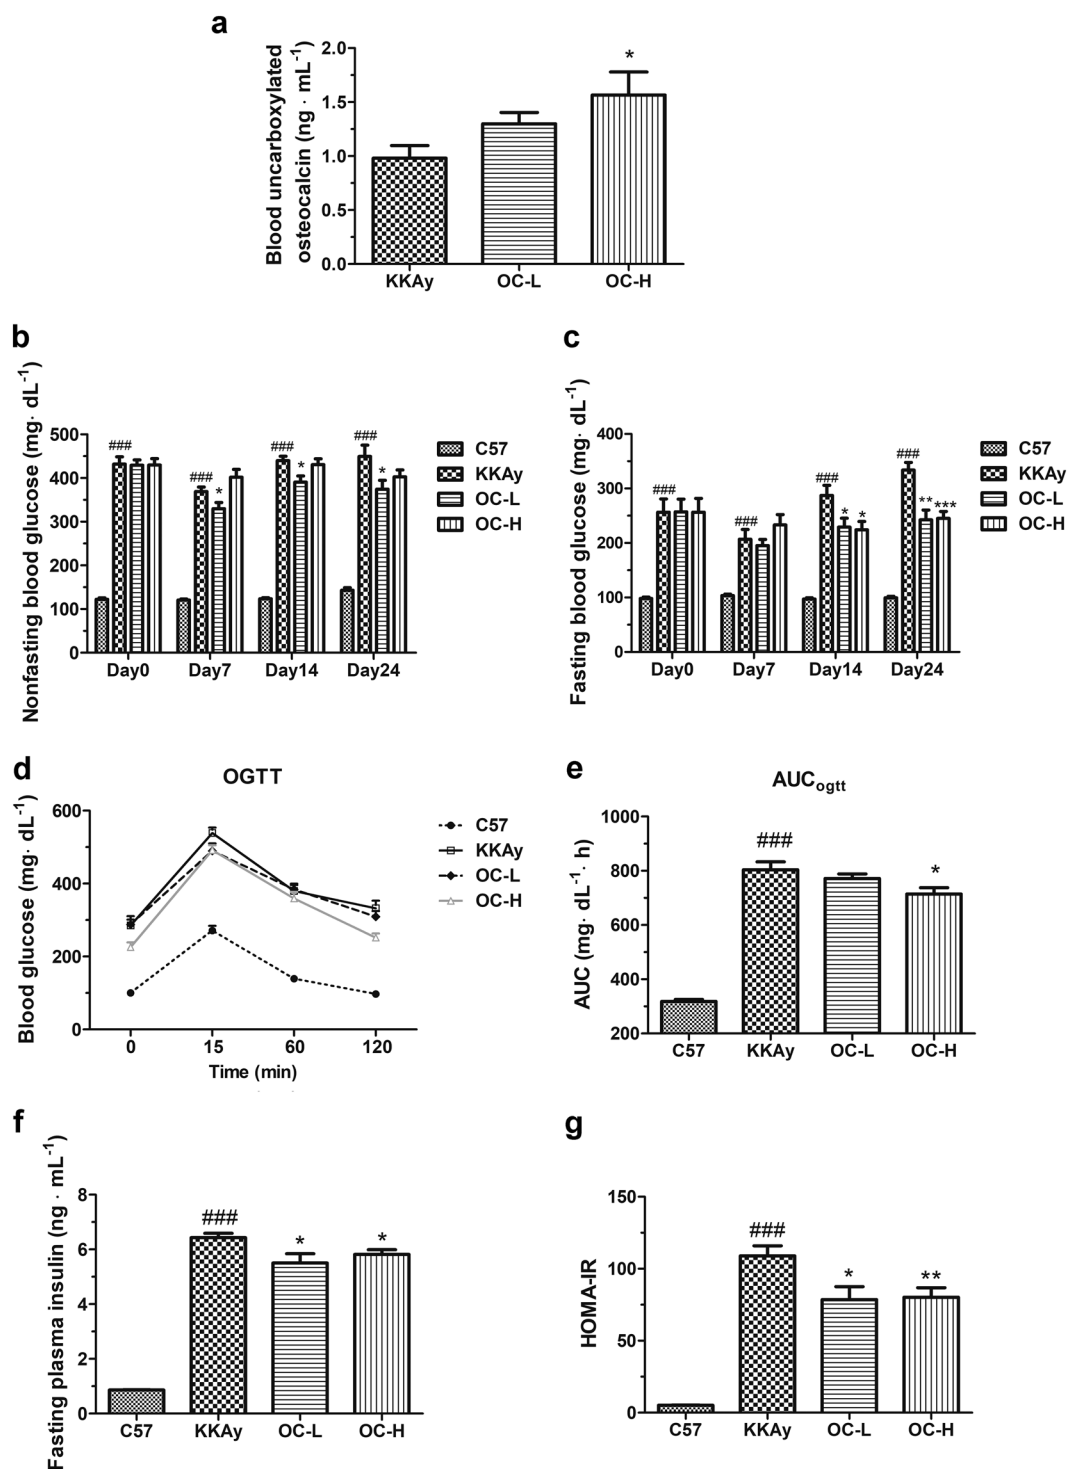 a
Blood uncarboxylated
osteocalcin (ng · mL⁻¹)
2.0
1.5
1.0
0.5
0.0
*
KKAy OC-L OC-H
b
Nonfasting blood glucose (mg· dL⁻¹)
500
400
300
200
100
0
### ### * ### * ### *
Day0 Day7 Day14 Day24
C57
KKAy
OC-L
OC-H
c
Fasting blood glucose (mg· dL⁻¹)
400
300
200
100
0
### ### ### * * ### ** ***
Day0 Day7 Day14 Day24
C57
KKAy
OC-L
OC-H
d
OGTT
Blood glucose (mg· dL⁻¹)
600
400
200
0
0 15 60 120
Time (min)
C57
KKAy
OC-L
OC-H
e
AUCogtt
AUC (mg· dL⁻¹· h)
1000
800
600
400
200
### *
C57 KKAy OC-L OC-H
f
Fasting plasma insulin (ng · mL⁻¹)
8
6
4
2
0
### * *
C57 KKAy OC-L OC-H
g
HOMA-IR
150
100
50
0
### * **
C57 KKAy OC-L OC-H